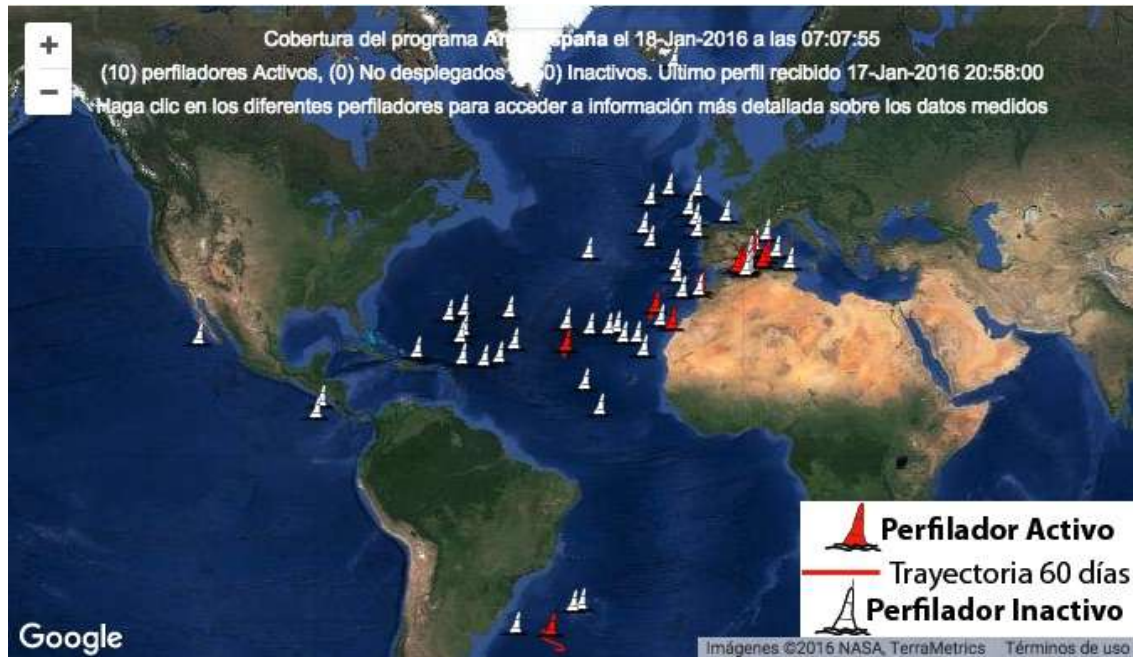 +
−
Cobertura del programa España el 18-Jan-2016 a las 07:07:55
(10) perfiladores Activos, (0) No desplegados 0) Inactivos. Ultimo perfil recibido 17-Jan-2016 20:58:00
Haga clic en los diferentes perfiladores para acceder a información más detallada sobre los datos medidos
Perfilador Activo
Trayectoria 60 días
Perfilador Inactivo
Google
Imágenes ©2016 NASA, TerraMetrics Términos de uso